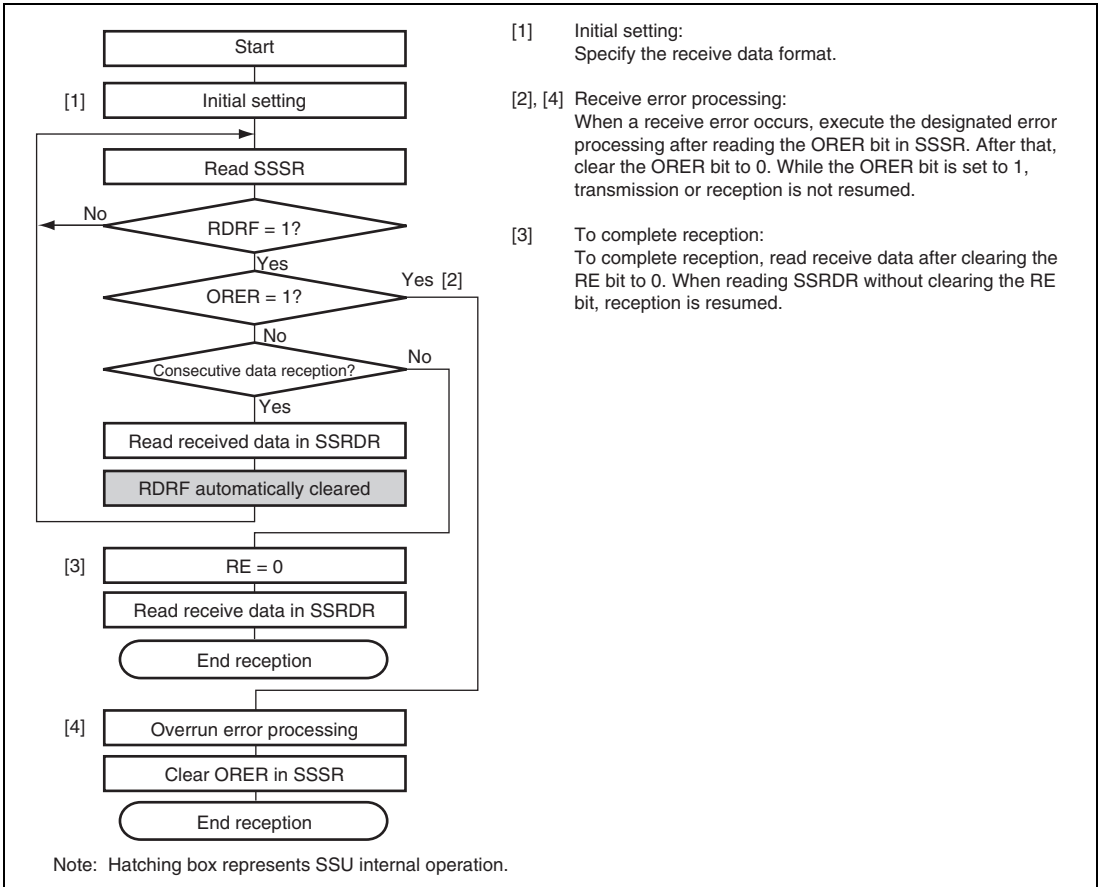 Start
[1] Initial setting
Read SSSR
No
RDRF = 1?
Yes
Yes [2]
ORER = 1?
No
No
Consecutive data reception?
Yes
Read received data in SSRDR
RDRF automatically cleared
[3] RE = 0
Read receive data in SSRDR
End reception
[4] Overrun error processing
Clear ORER in SSSR
End reception
[1] Initial setting:
Specify the receive data format.
[2], [4] Receive error processing:
When a receive error occurs, execute the designated error
processing after reading the ORER bit in SSSR. After that,
clear the ORER bit to 0. While the ORER bit is set to 1,
transmission or reception is not resumed.
[3] To complete reception:
To complete reception, read receive data after clearing the
RE bit to 0. When reading SSRDR without clearing the RE
bit, reception is resumed.
Note: Hatching box represents SSU internal operation.